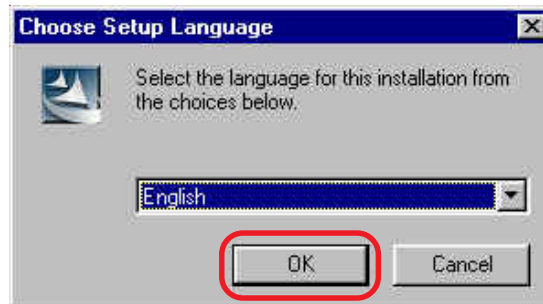 Choose Setup Language
Select the language for this installation from
the choices below.
English
OK
Cancel